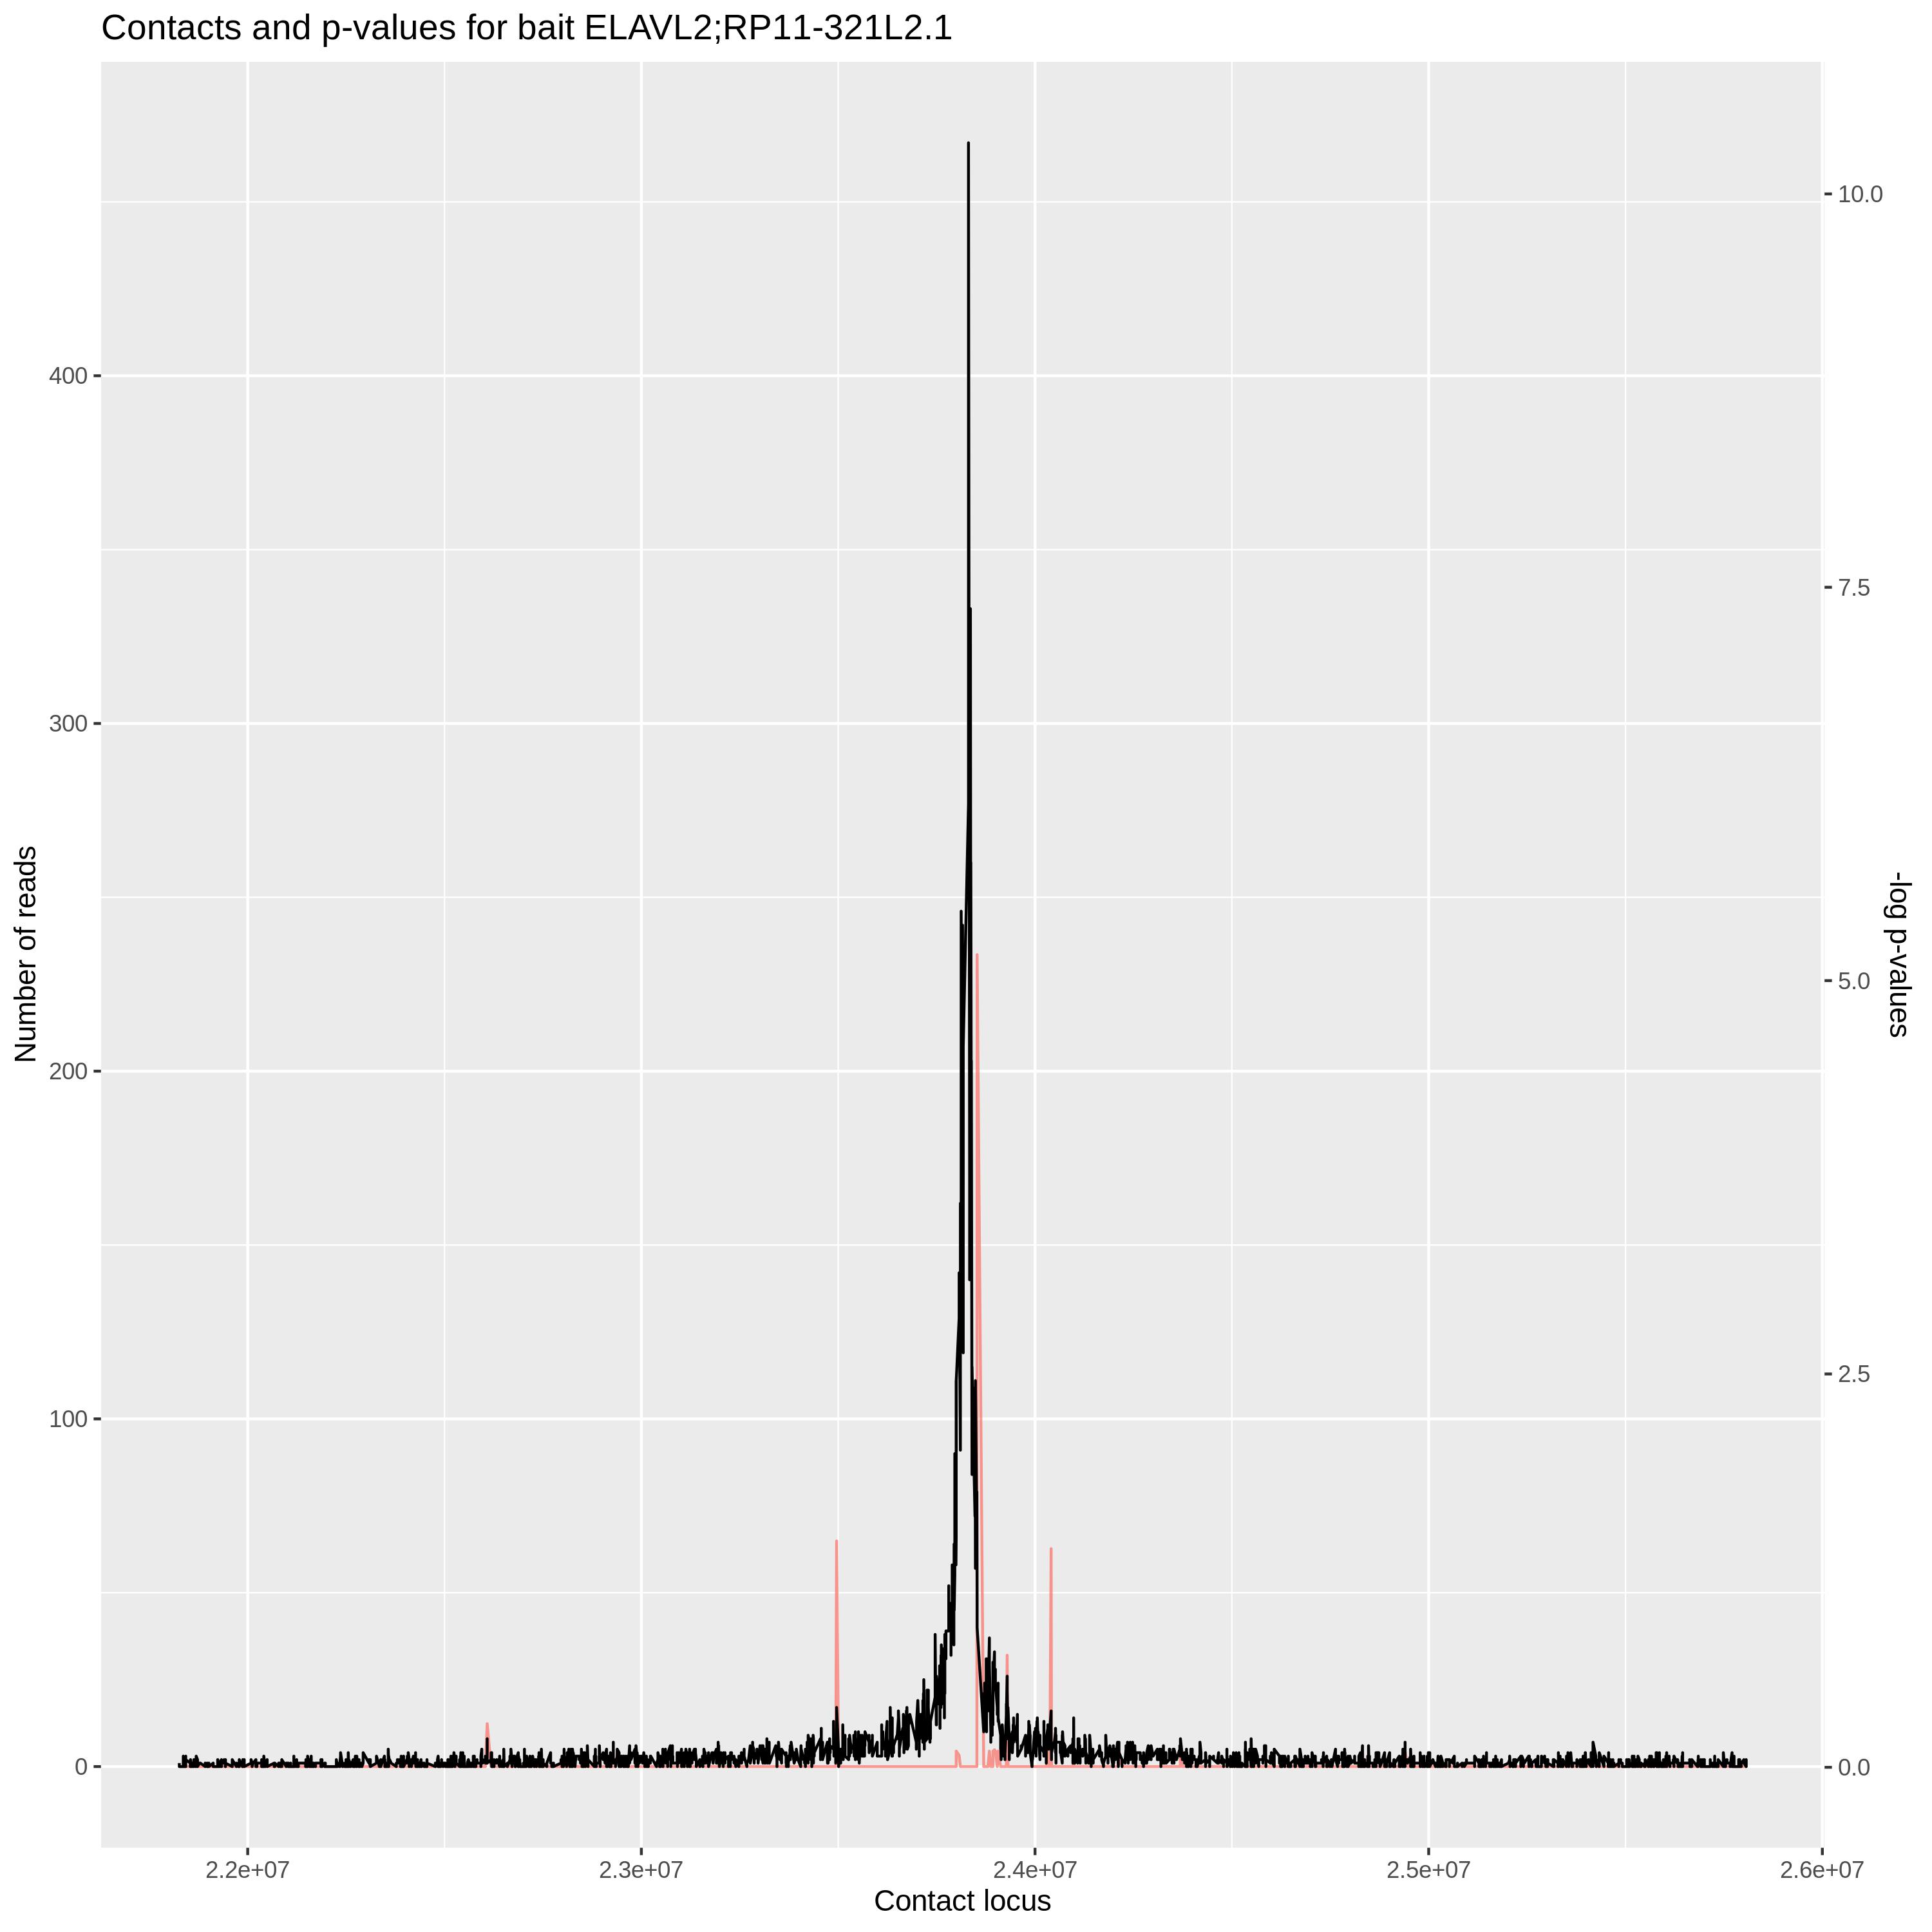 Contacts and p-values for bait ELAVL2;RP11-321L2.1
Number of reads
400
300
200
100
0
10.0
7.5
5.0
2.5
0.0
-log p-values
2.2e+07
2.3e+07
2.4e+07
2.5e+07
2.6e+07
Contact locus